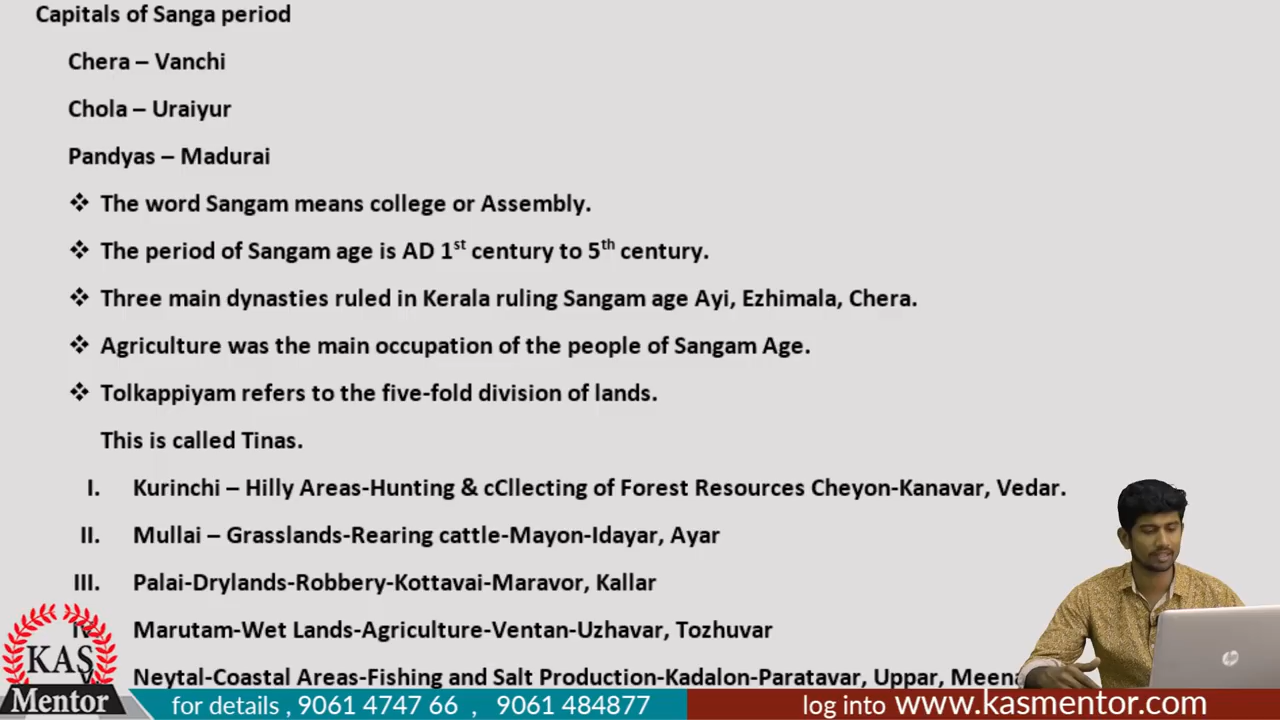 Capitals of Sanga period
Chera – Vanchi
Chola – Uraiyur
Pandyas – Madurai
❖ The word Sangam means college or Assembly.
❖ The period of Sangam age is AD 1st century to 5th century.
❖ Three main dynasties ruled in Kerala ruling Sangam age Ayi, Ezhimala, Chera.
❖ Agriculture was the main occupation of the people of Sangam Age.
❖ Tolkappiyam refers to the five-fold division of lands.
This is called Tinas.
I. Kurinchi – Hilly Areas-Hunting & cCllecting of Forest Resources Cheyon-Kanavar, Vedar.
II. Mullai – Grasslands-Rearing cattle-Mayon-Idayar, Ayar
III. Palai-Drylands-Robbery-Kottavai-Maravor, Kallar
Marutam-Wet Lands-Agriculture-Ventan-Uzhavar, Tozhuvar
Neytal-Coastal Areas-Fishing and Salt Production-Kadalon-Paratavar, Uppar,
KAS
Mentor
for details , 9061 4747 66 , 9061 484877
log into www.kasmentor.com